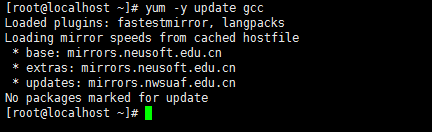 [root@localhost ~]# yum -y update gcc
Loaded plugins: fastestmirror, langpacks
Loading mirror speeds from cached hostfile
 * base: mirrors.neusoft.edu.cn
 * extras: mirrors.neusoft.edu.cn
 * updates: mirrors.nwsuaf.edu.cn
No packages marked for update
[root@localhost ~]#